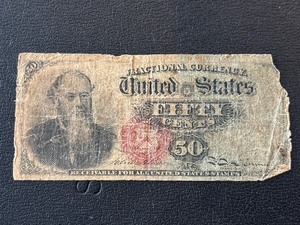 FRACTIONAL CURRENCY
United States
FIFTY
CENTS
50
RECEIVABLE FOR ALL UNITED STATES STAMPS